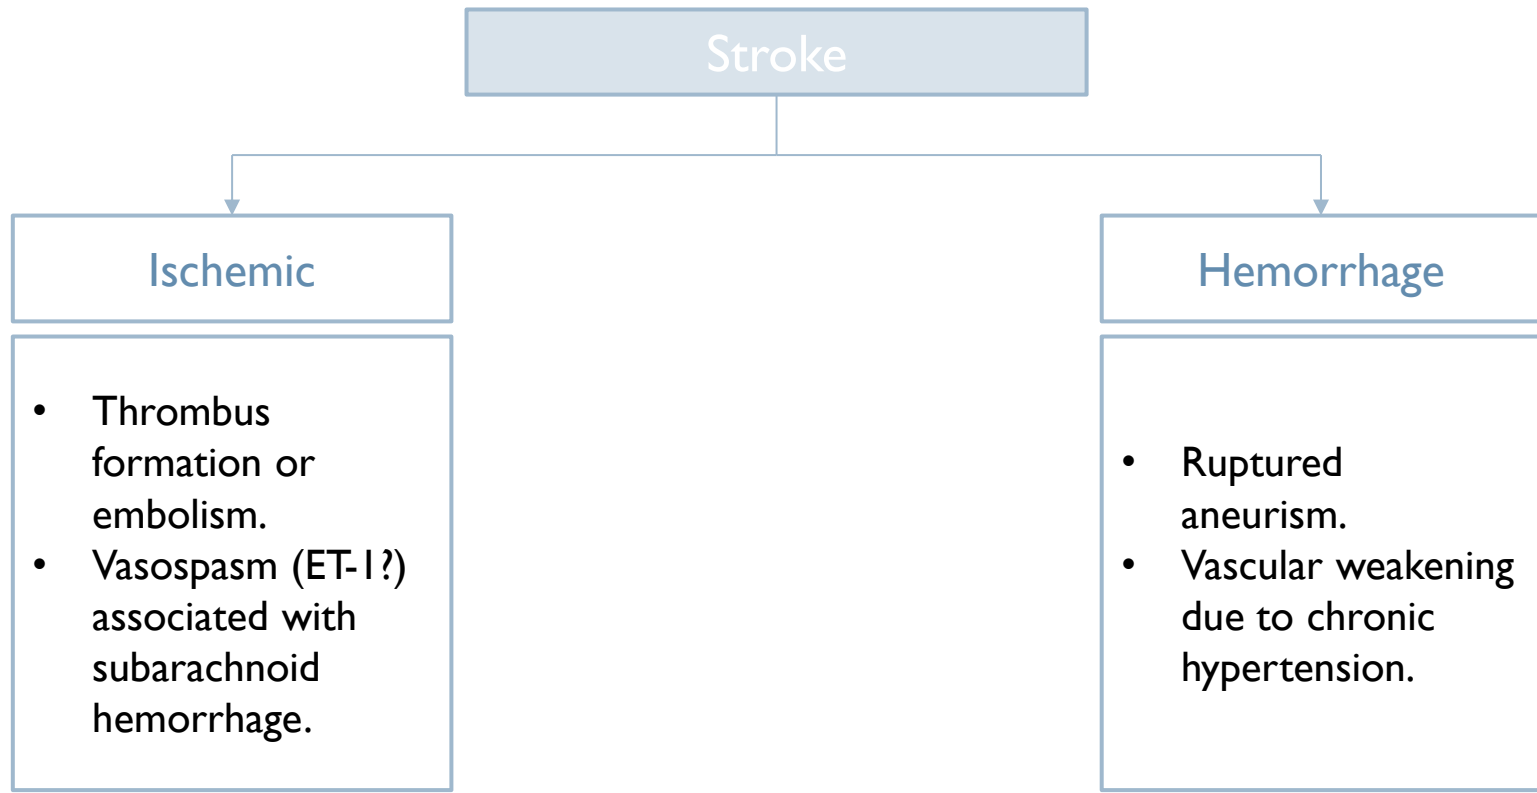 Stroke
Ischemic
• Thrombus
formation or
embolism.
• Vasospasm (ET-1?)
associated with
subarachnoid
hemorrhage.
Hemorrhage
• Ruptured
aneurism.
• Vascular weakening
due to chronic
hypertension.